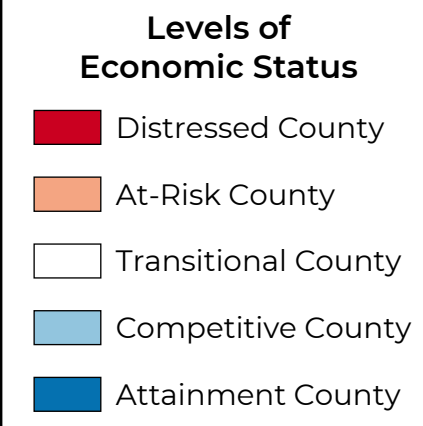 Levels of
Economic Status
Distressed County
At-Risk County
Transitional County
Competitive County
Attainment County